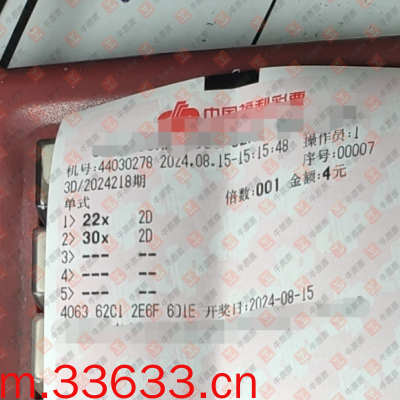 中国福利彩票
操作员:1
机号:44030278 2024.08.15-15:15:48 序号:00007
3D/2024218期
单式 倍数:001 金额:4元
1> 22x 2D
2> 30x 2D
3> --- --
4> --- --
5> --- --
4063 62C1 2E6F 6D1E 开奖日:2024-08-15
m.33633.cn